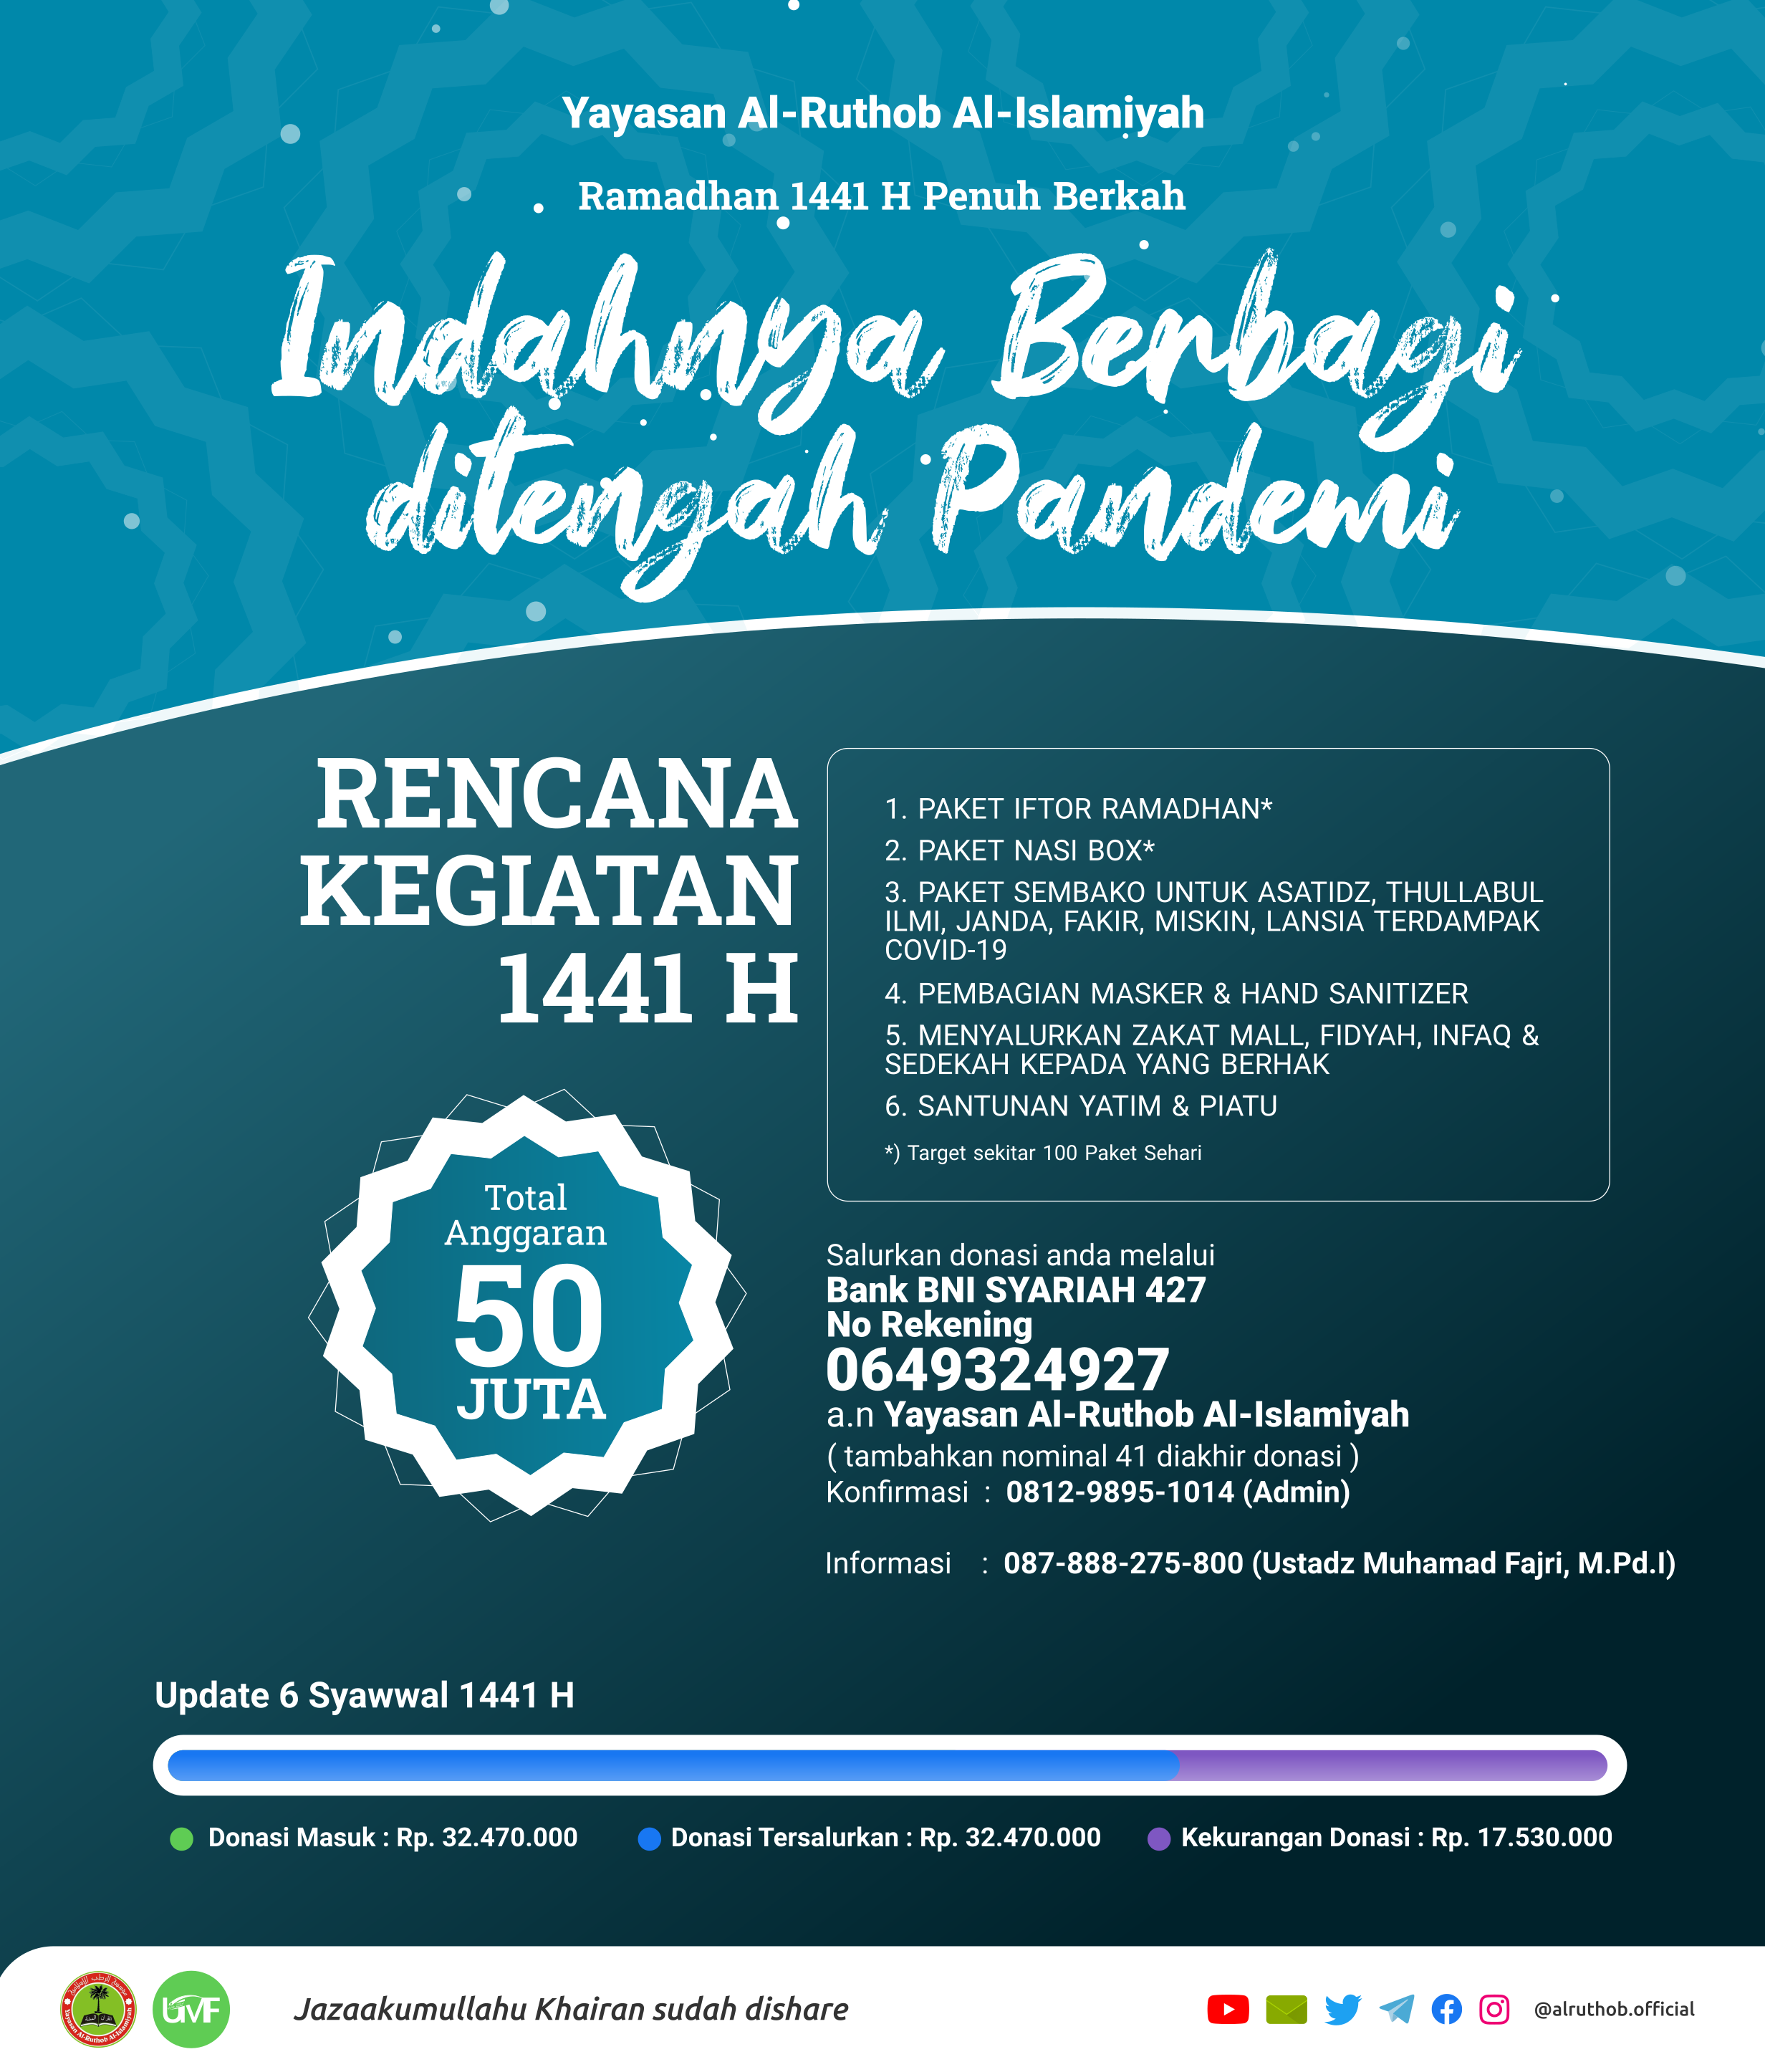 Yayasan Al-Ruthob Al-Islamiyah
Ramadhan 1441 H Penuh Berkah
Indahnya Berbagi
ditengah Pandemi
RENCANA
KEGIATAN
1441 H
1. PAKET IFTOR RAMADHAN*
2. PAKET NASI BOX*
3. PAKET SEMBAKO UNTUK ASATIDZ, THULLABUL
ILMI, JANDA, FAKIR, MISKIN, LANSIA TERDAMPAK
COVID-19
4. PEMBAGIAN MASKER & HAND SANITIZER
5. MENYALURKAN ZAKAT MALL, FIDYAH, INFAQ &
SEDEKAH KEPADA YANG BERHAK
6. SANTUNAN YATIM & PIATU
*) Target sekitar 100 Paket Sehari
Total
Anggaran
50
JUTA
Salurkan donasi anda melalui
Bank BNI SYARIAH 427
No Rekening
0649324927
a.n Yayasan Al-Ruthob Al-Islamiyah
( tambahkan nominal 41 diakhir donasi )
Konfirmasi : 0812-9895-1014 (Admin)
Informasi : 087-888-275-800 (Ustadz Muhamad Fajri, M.Pd.I)
Update 6 Syawwal 1441 H
Donasi Masuk : Rp. 32.470.000
Donasi Tersalurkan : Rp. 32.470.000
Kekurangan Donasi : Rp. 17.530.000
Yayasan Al-Ruthob Al-Islamiyah
UMF
Jazaakumullahu Khairan sudah dishare
@alruthob.official